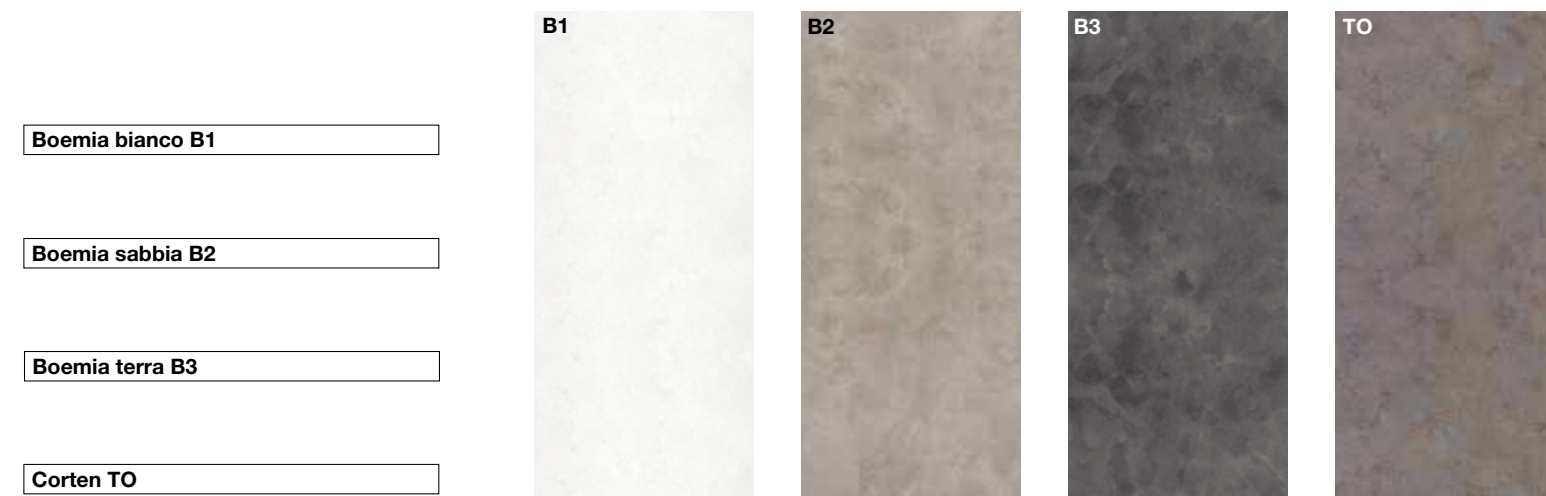 Boemia bianco B1
Boemia sabbia B2
Boemia terra B3
Corten TO
B1
B2
B3
TO